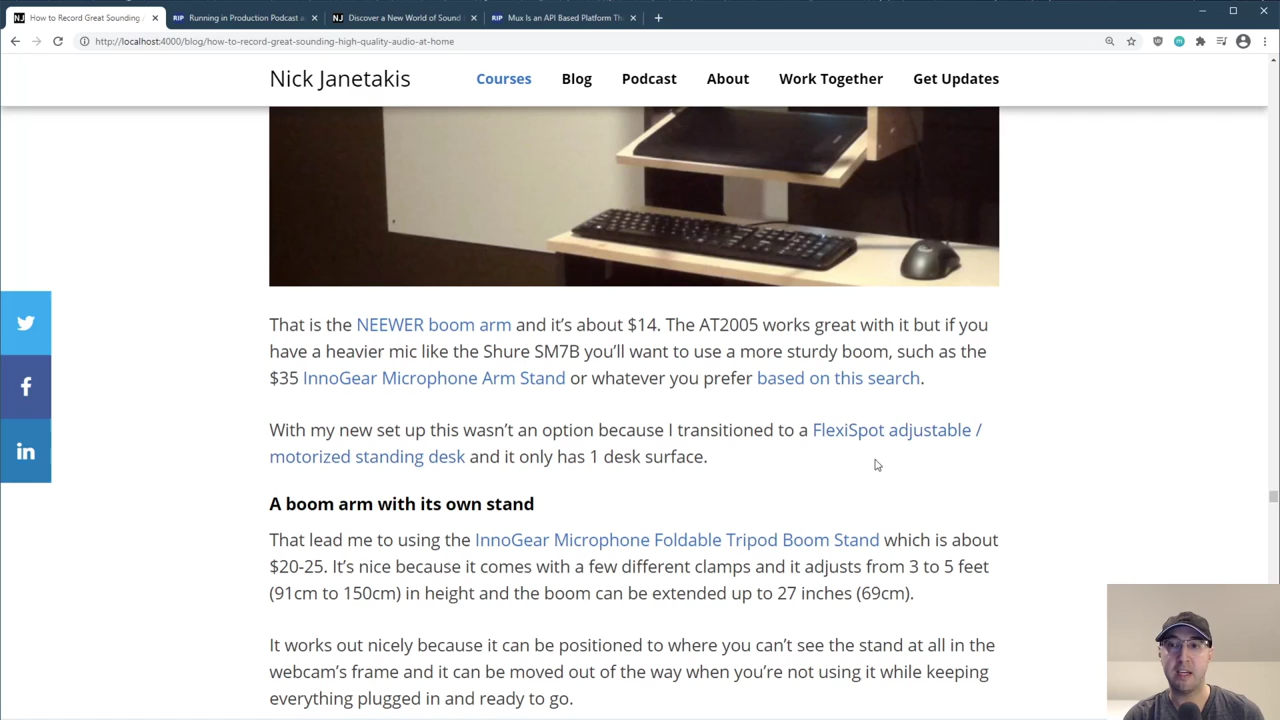 How to Record Great Sounding
Running in Production Podcast
Discover a New World of Sound
Mux Is an API Based Platform Th
http://localhost:4000/blog/how-to-record-great-sounding-high-quality-audio-at-home
Nick Janetakis
Courses
Blog
Podcast
About
Work Together
Get Updates
That is the NEEWER boom arm and it’s about $14. The AT2005 works great with it but if you
have a heavier mic like the Shure SM7B you’ll want to use a more sturdy boom, such as the
$35 InnoGear Microphone Arm Stand or whatever you prefer based on this search.
With my new set up this wasn’t an option because I transitioned to a FlexiSpot adjustable /
motorized standing desk and it only has 1 desk surface.
A boom arm with its own stand
That lead me to using the InnoGear Microphone Foldable Tripod Boom Stand which is about
$20-25. It’s nice because it comes with a few different clamps and it adjusts from 3 to 5 feet
(91cm to 150cm) in height and the boom can be extended up to 27 inches (69cm).
It works out nicely because it can be positioned to where you can’t see the stand at all in the
webcam’s frame and it can be moved out of the way when you’re not using it while keeping
everything plugged in and ready to go.